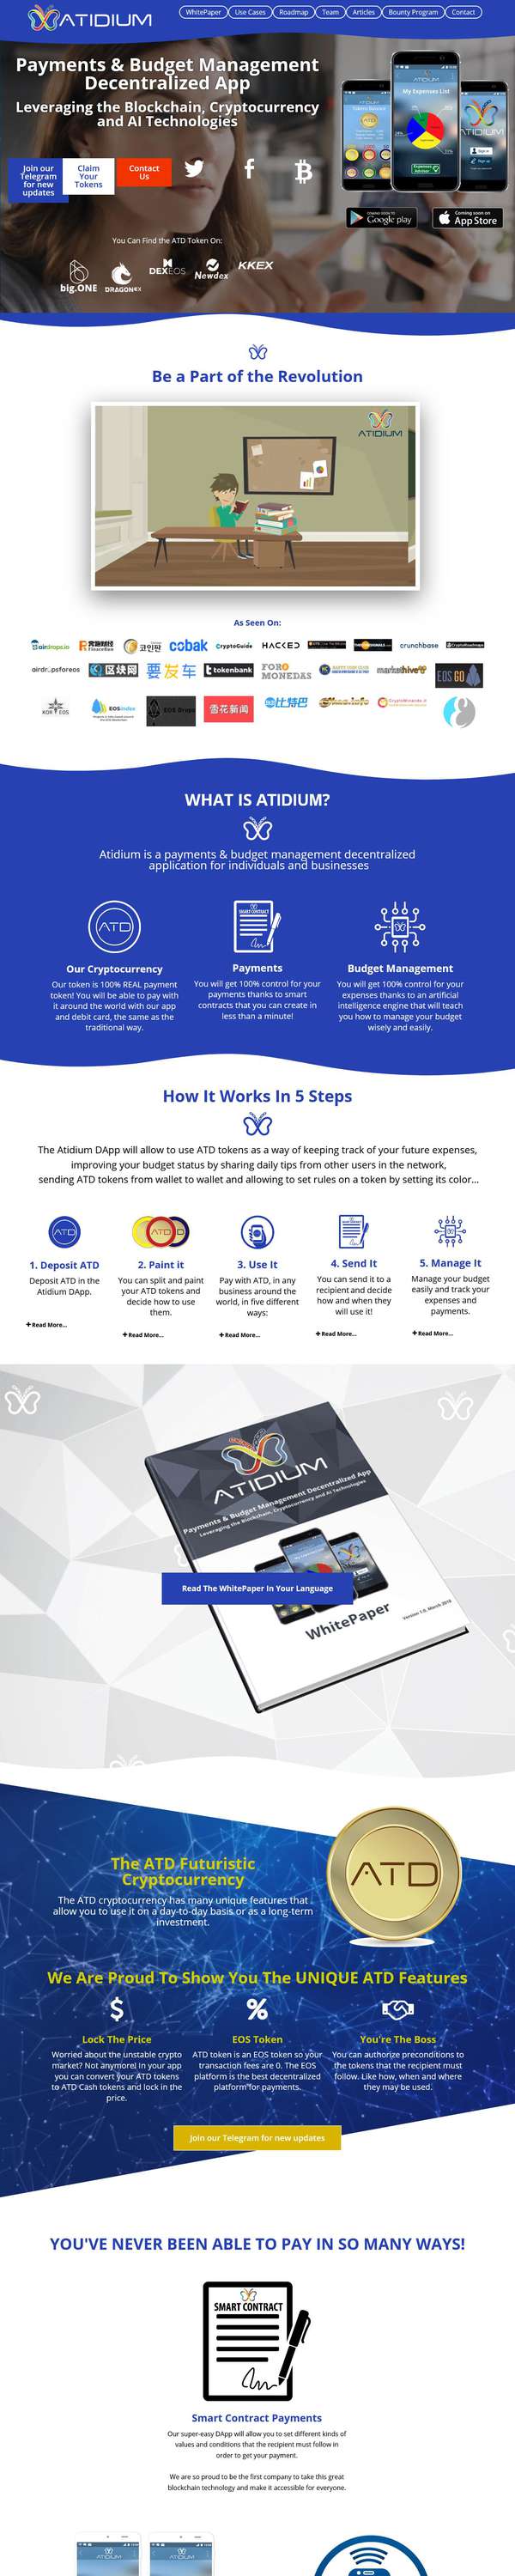 ATIDIUM
WhitePaper
Use Cases
Roadmap
Team
Articles
Bounty Program
Contact
Payments & Budget Management
Decentralized App
Leveraging the Blockchain, Cryptocurrency
and AI Technologies
Join our
Telegram
for new
updates
Claim
Your
Tokens
Contact
Us
My Expenses List
ATIDIUM
Google play
Coming soon on
App Store
You Can Find the ATD Token On:
big.ONE
DRAGONEX
DEXEOS
Newdex
KKEX
Be a Part of the Revolution
ATIDIUM
As Seen On:
airdrops.io
币币网
cobak
CryptoGuide
HACKED
crunchbase
airdropsforeos
区块网
要发车
tokenbank
FORO
MONEDAS
markethive
EOS GO
KOR EOS
EOSindex
EOS Drops
雪花新闻
比特巴
WHAT IS ATIDIUM?
Atidium is a payments & budget management decentralized
application for individuals and businesses
ATD
SMART CONTRACT
Our Cryptocurrency
Our token is 100% REAL payment
token! You will be able to pay with
it around the world with our app
and debit card, the same as the
traditional way.
Payments
You will get 100% control for your
payments thanks to smart
contracts that you can create in
less than a minute!
Budget Management
You will get 100% control for your
expenses thanks to an artificial
intelligence engine that will teach
you how to manage your budget
wisely and easily.
How It Works In 5 Steps
The Atidium DApp will allow to use ATD tokens as a way of keeping track of your future expenses,
improving your budget status by sharing daily tips from other users in the network,
sending ATD tokens from wallet to wallet and allowing to set rules on a token by setting its color...
ATD
1. Deposit ATD
Deposit ATD in the
Atidium DApp.
+ Read More...
2. Paint it
You can split and paint
your ATD tokens and
decide how to use
them.
+ Read More...
3. Use It
Pay with ATD, in any
business around the
world, in five different
ways:
+ Read More...
4. Send It
You can send it to a
recipient and decide
how and when they
will use it!
+ Read More...
5. Manage It
Manage your budget
easily and track your
expenses and
payments.
+ Read More...
ATIDIUM
Payments & Budget Management Decentralized App
Leveraging the Blockchain, Cryptocurrency and AI Technologies
Read The WhitePaper In Your Language
WhitePaper
Version 1.6, March 2018
The ATD Futuristic
Cryptocurrency
The ATD cryptocurrency has many unique features that
allow you to use it on a day-to-day basis or as a long-term
investment.
ATD
We Are Proud To Show You The UNIQUE ATD Features
$
%
Lock The Price
Worried about the unstable crypto
market? Not anymore! In your app
you can convert your ATD tokens
to ATD Cash tokens and lock in the
price.
EOS Token
ATD token is an EOS token so your
transaction fees are 0. The EOS
platform is the best decentralized
platform for payments.
You're The Boss
You can authorize preconditions to
the tokens that the recipient must
follow. Like how, when and where
they may be used.
Join our Telegram for new updates
YOU'VE NEVER BEEN ABLE TO PAY IN SO MANY WAYS!
SMART CONTRACT
Smart Contract Payments
Our super-easy DApp will allow you to set different kinds of
values and conditions that the recipient must follow in
order to get your payment.
We are so proud to be the first company to take this great
blockchain technology and make it accessible for everyone.
ATIDIUM
ATIDIUM